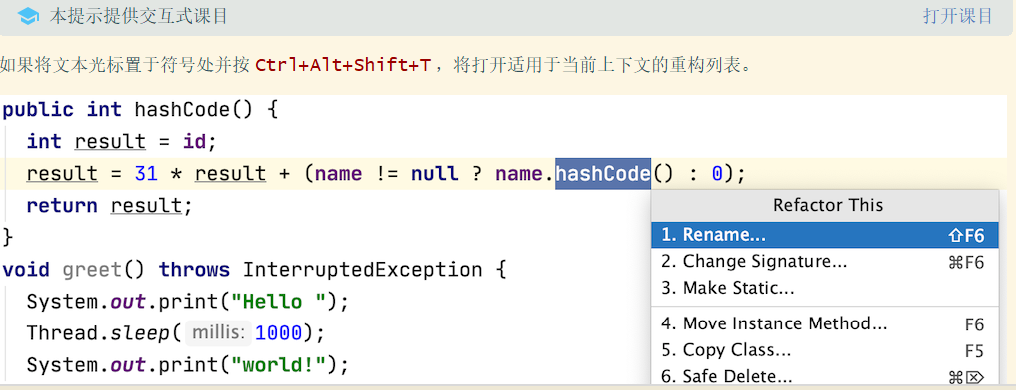 本提示提供交互式课目 打开课目
如果将文本光标置于符号处并按 Ctrl+Alt+Shift+T，将打开适用于当前上下文的重构列表。
public int hashCode() {
int result = id;
result = 31 * result + (name != null ? name.hashCode() : 0);
return result;
}
void greet() throws InterruptedException {
System.out.print("Hello ");
Thread.sleep( millis: 1000);
System.out.print("world!");
Refactor This
1. Rename... ⇧F6
2. Change Signature... ⌘F6
3. Make Static...
4. Move Instance Method... F6
5. Copy Class... F5
6. Safe Delete... ⌘⌦